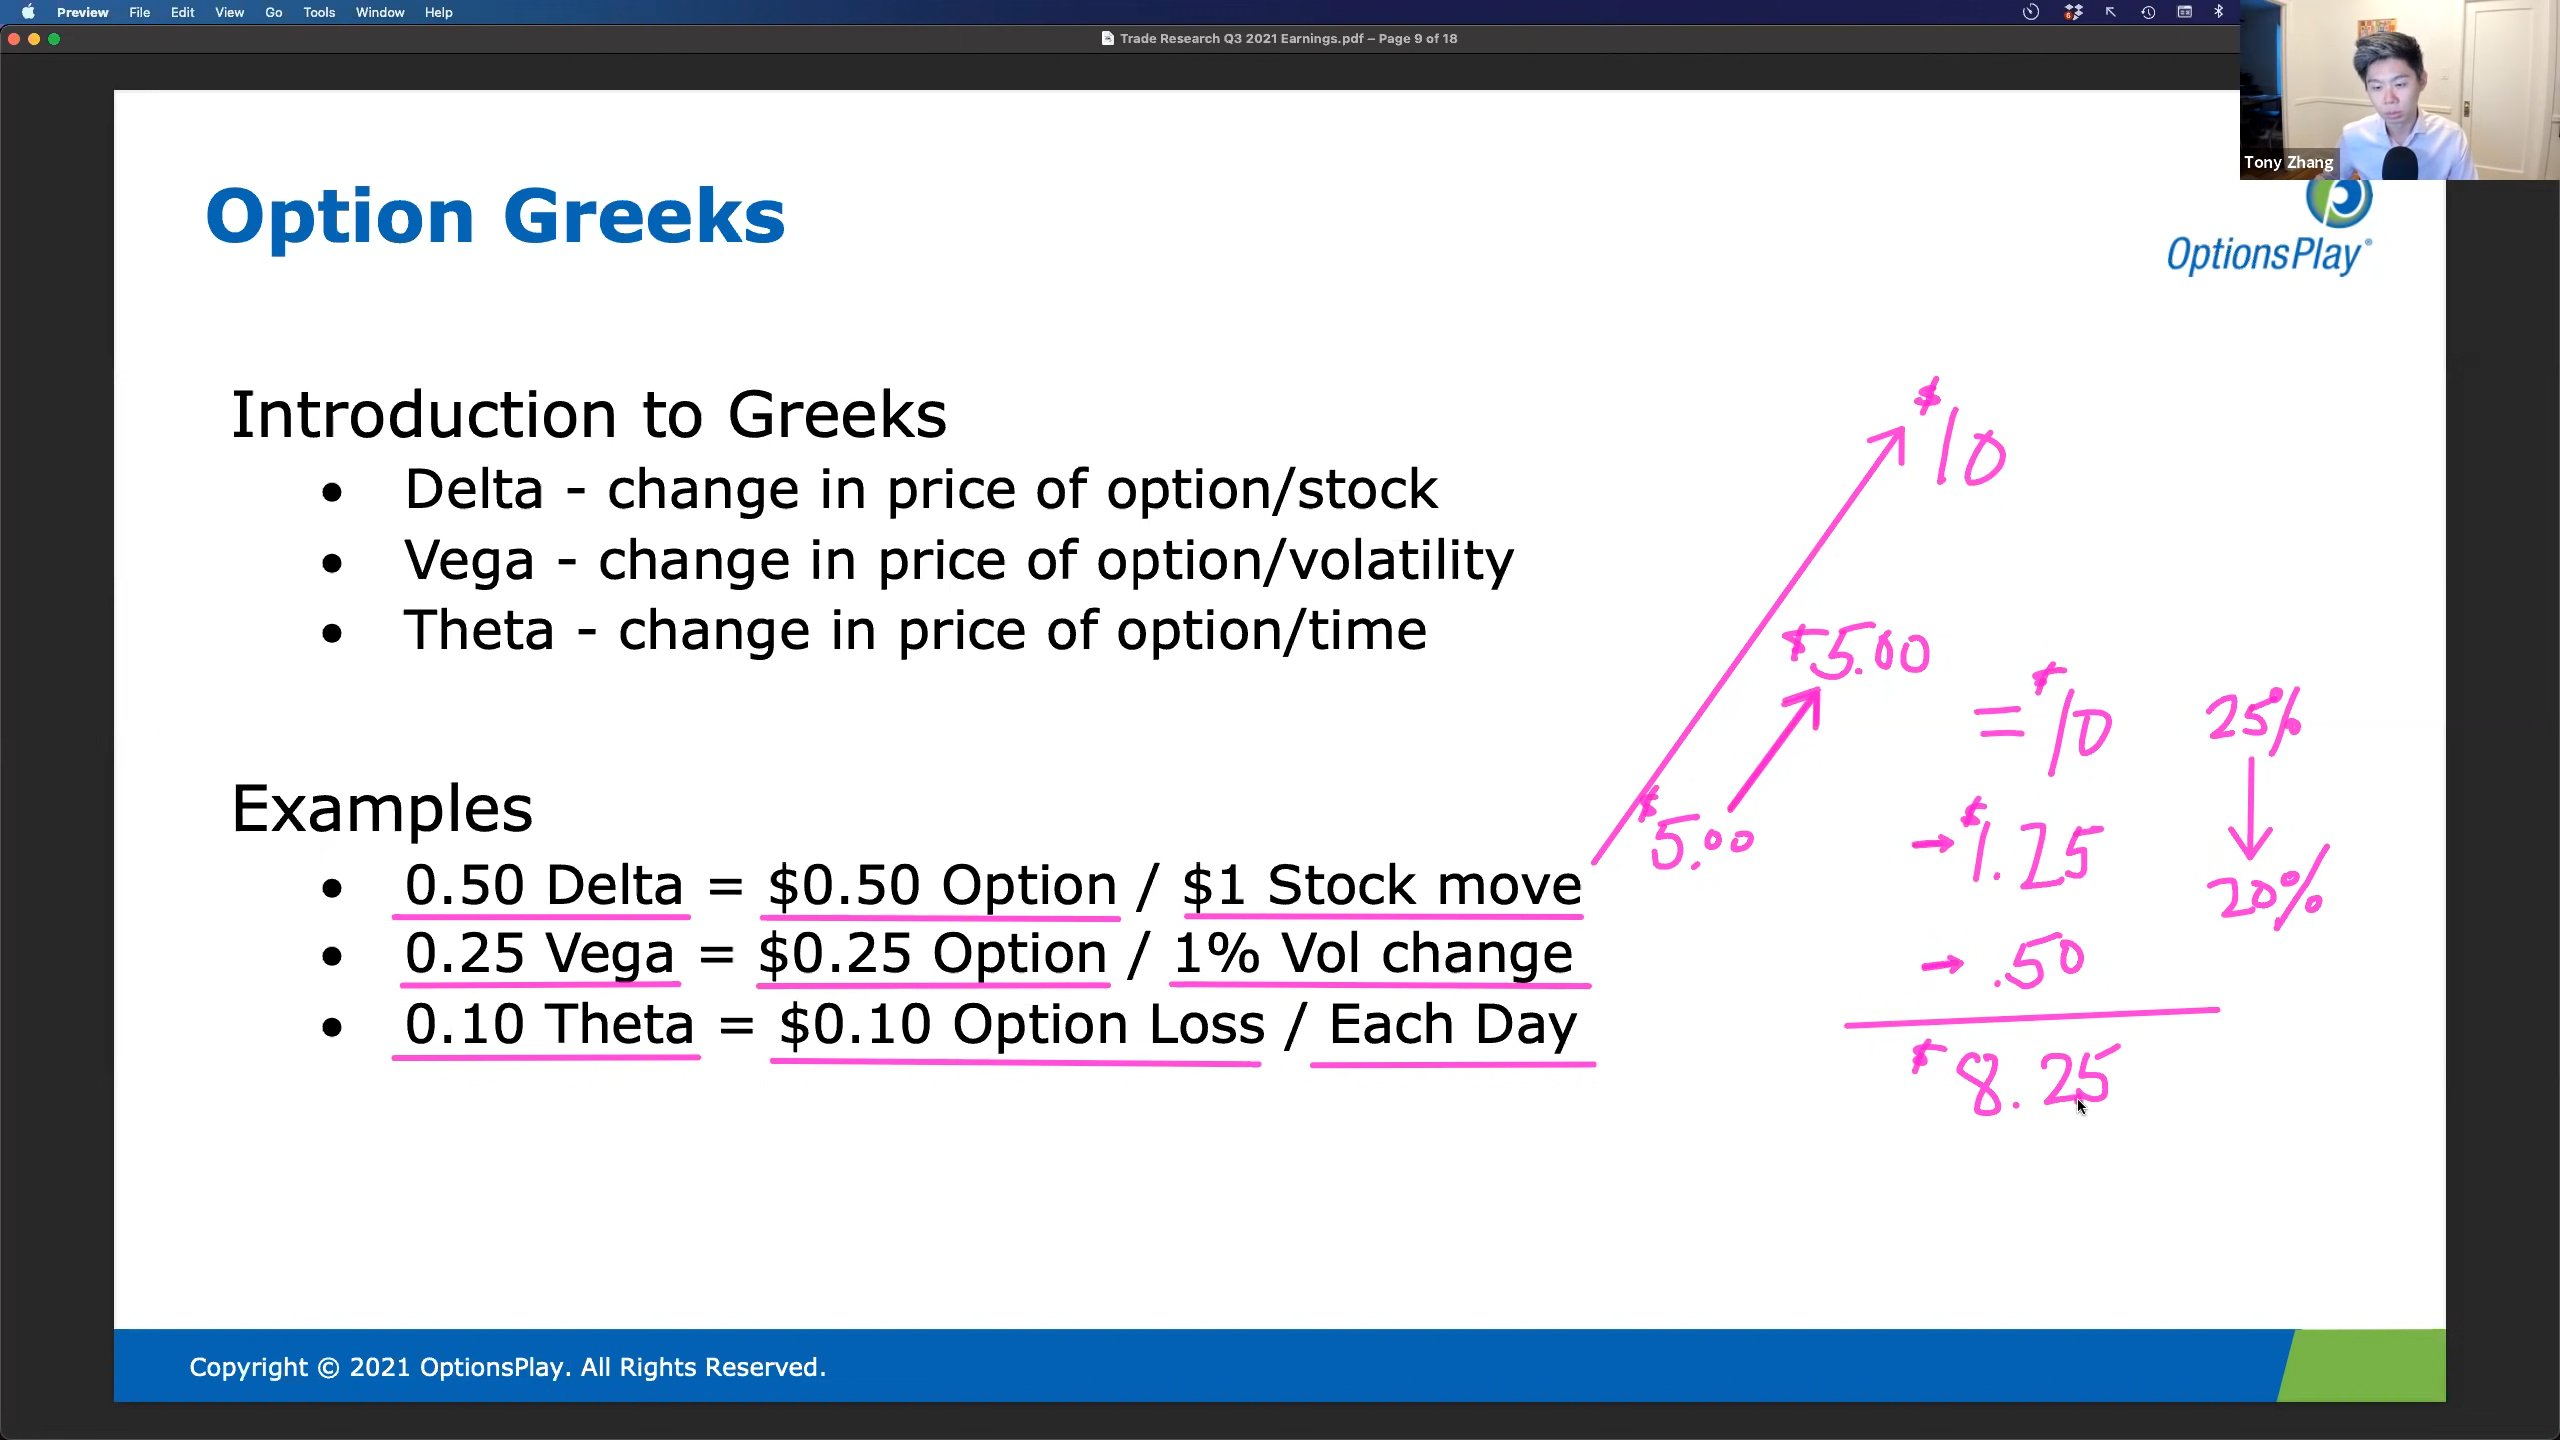 Preview File Edit View Go Tools Window Help
Trade Research Q3 2021 Earnings.pdf – Page 9 of 18
Tony Zhang
Option Greeks
OptionsPlay®
Introduction to Greeks
• Delta - change in price of option/stock
• Vega - change in price of option/volatility
• Theta - change in price of option/time
$10
$5.00
= $10
25%
Examples
$5.00
→ $1.25
• 0.50 Delta = $0.50 Option / $1 Stock move
20%
• 0.25 Vega = $0.25 Option / 1% Vol change
→ .50
• 0.10 Theta = $0.10 Option Loss / Each Day
$8.25
Copyright © 2021 OptionsPlay. All Rights Reserved.